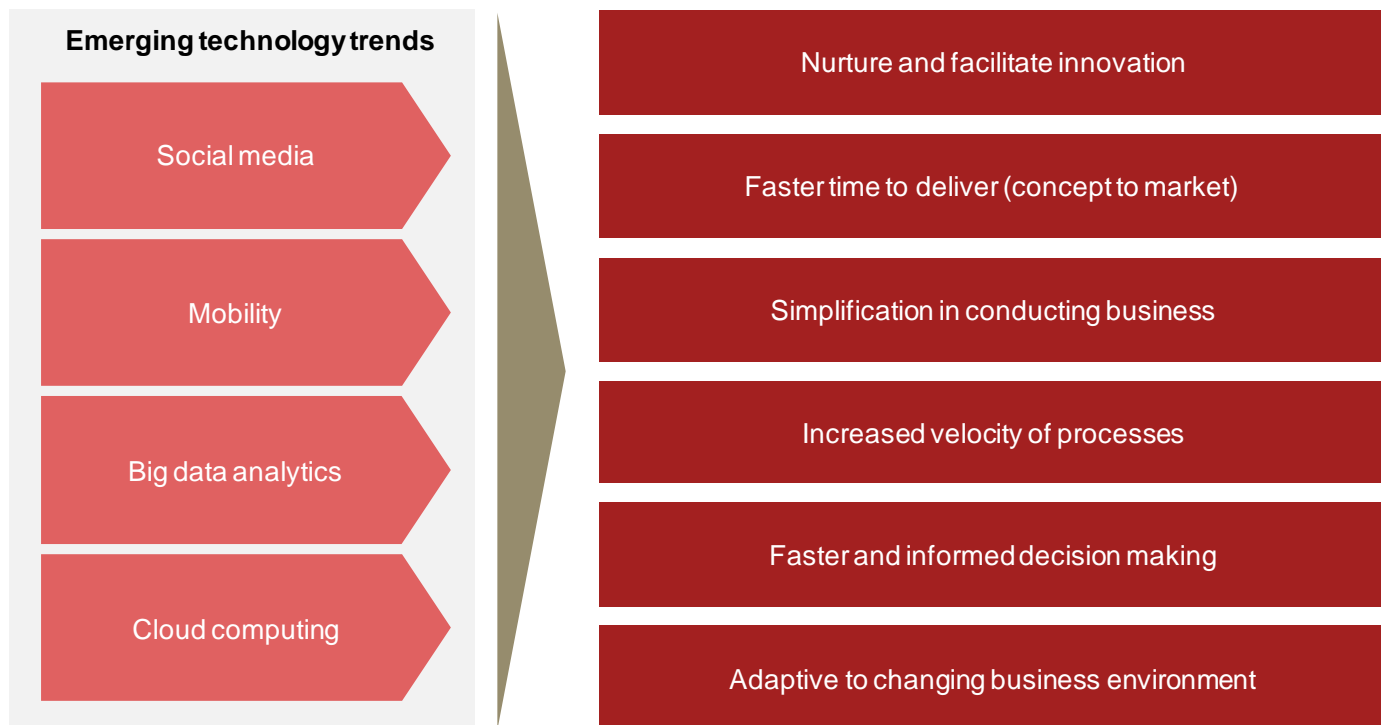 Emerging technology trends
Social media
Mobility
Big data analytics
Cloud computing
Nurture and facilitate innovation
Faster time to deliver (concept to market)
Simplification in conducting business
Increased velocity of processes
Faster and informed decision making
Adaptive to changing business environment